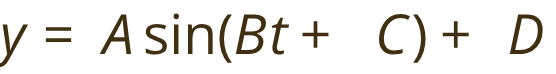 y = A sin(Bt + C) + D